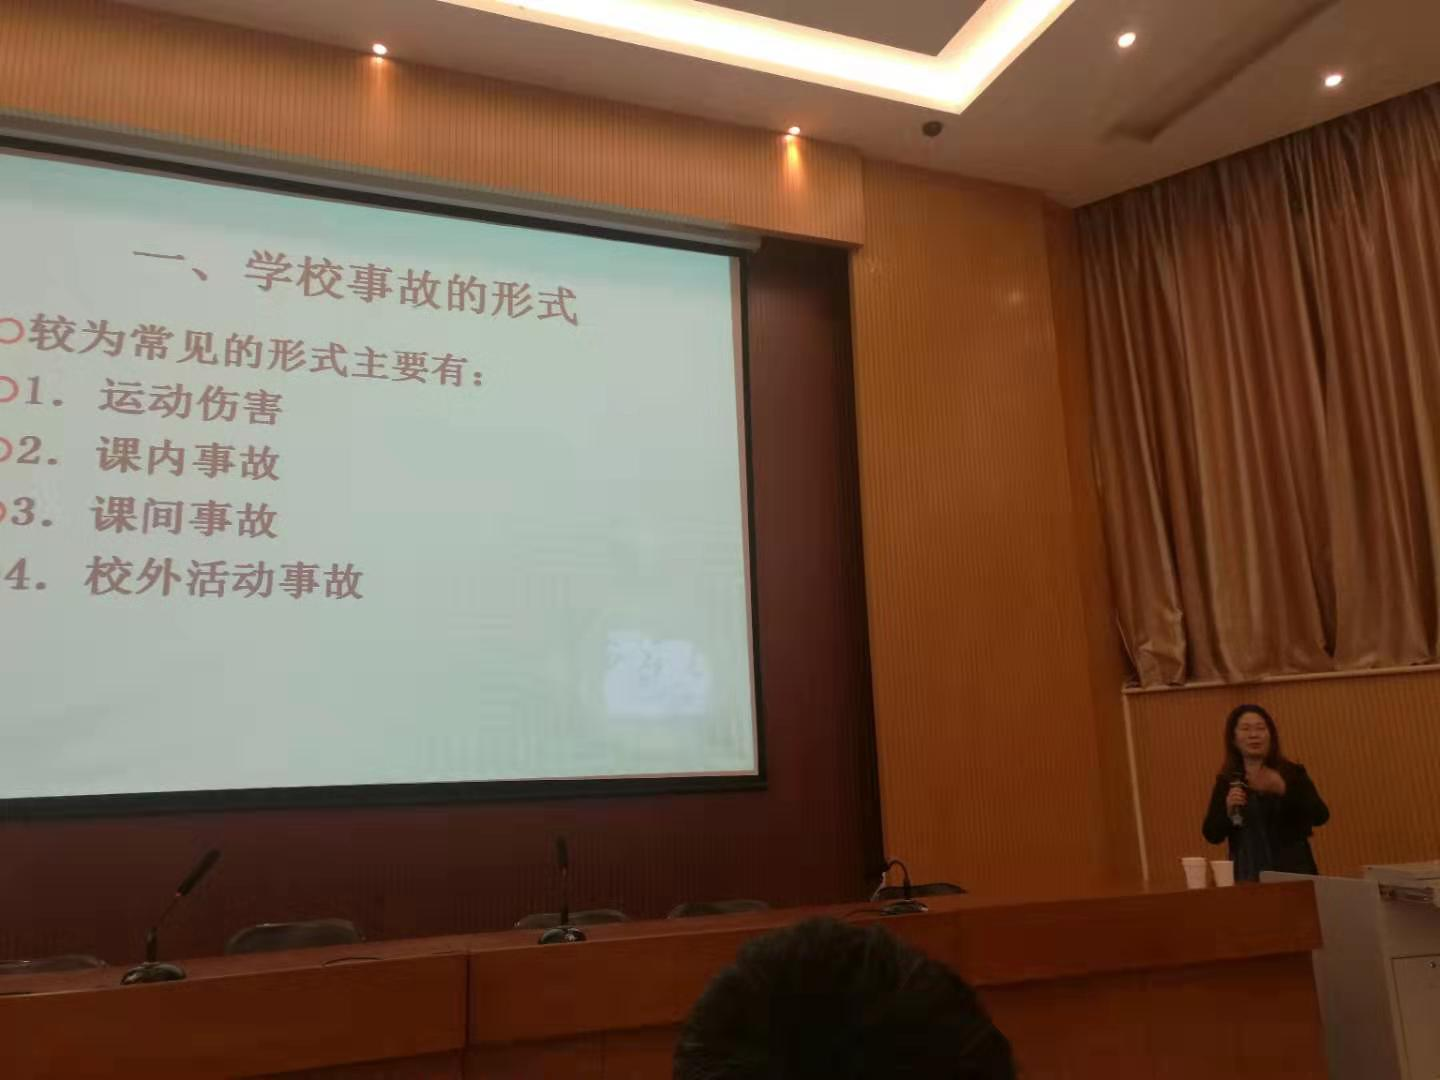 一、学校事故的形式
较为常见的形式主要有：
1. 运动伤害
2. 课内事故
3. 课间事故
4. 校外活动事故